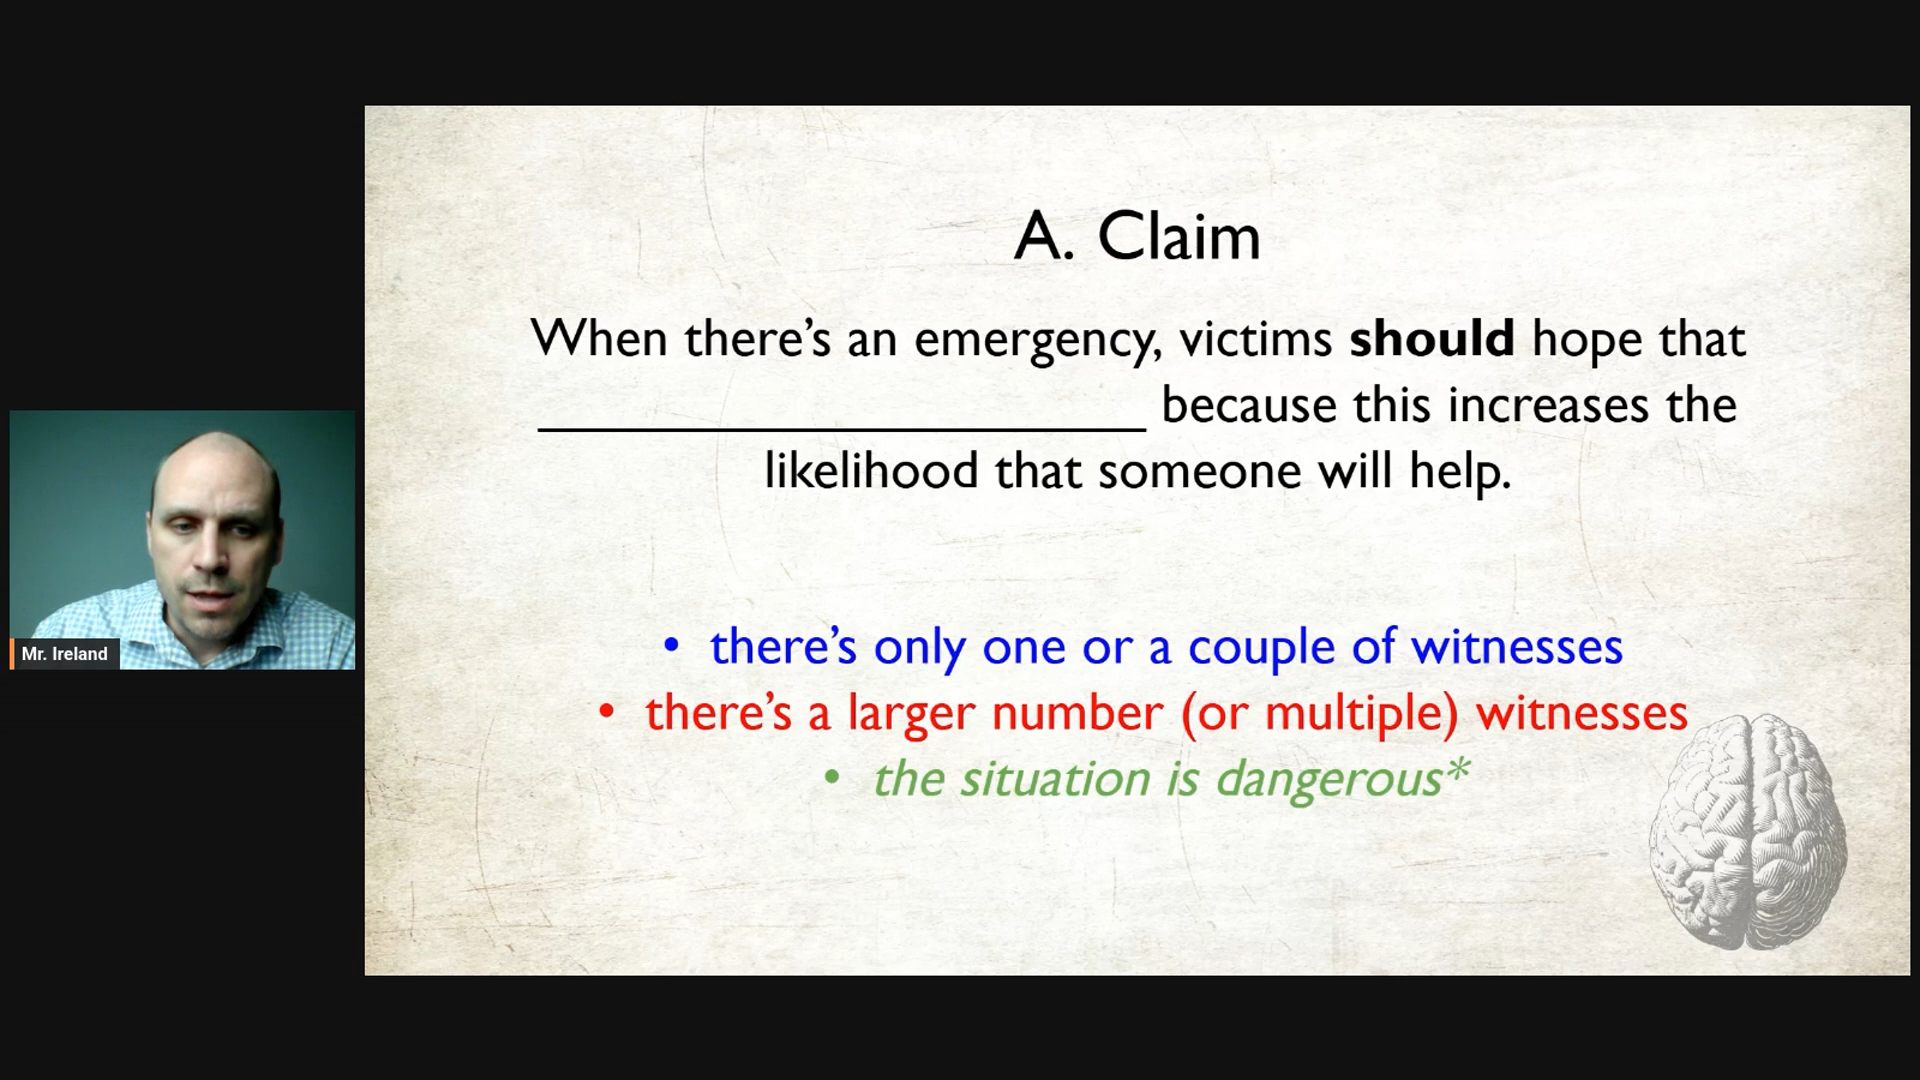 A. Claim
When there’s an emergency, victims should hope that
______________________ because this increases the
likelihood that someone will help.
• there’s only one or a couple of witnesses
• there’s a larger number (or multiple) witnesses
• the situation is dangerous*
Mr. Ireland